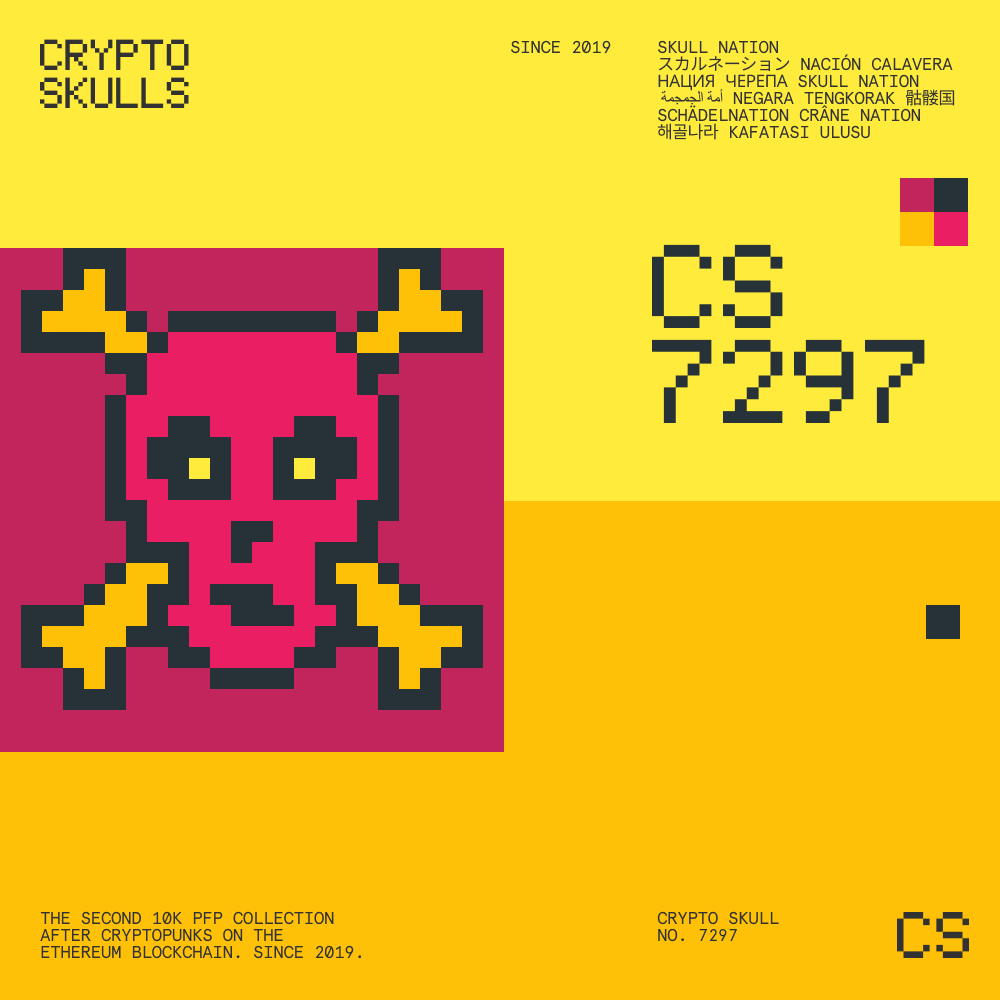 CRYPTO
SKULLS
SINCE 2019
SKULL NATION
スカルネーション NACIÓN CALAVERA
НАЦИЯ ЧЕРЕПА SKULL NATION
أمة الجمجمة NEGARA TENGKORAK 骷髅国
SCHÄDELNATION CRÂNE NATION
해골나라 KAFATASI ULUSU
CS
7297
THE SECOND 10K PFP COLLECTION
AFTER CRYPTOPUNKS ON THE
ETHEREUM BLOCKCHAIN. SINCE 2019.
CRYPTO SKULL
NO. 7297
CS